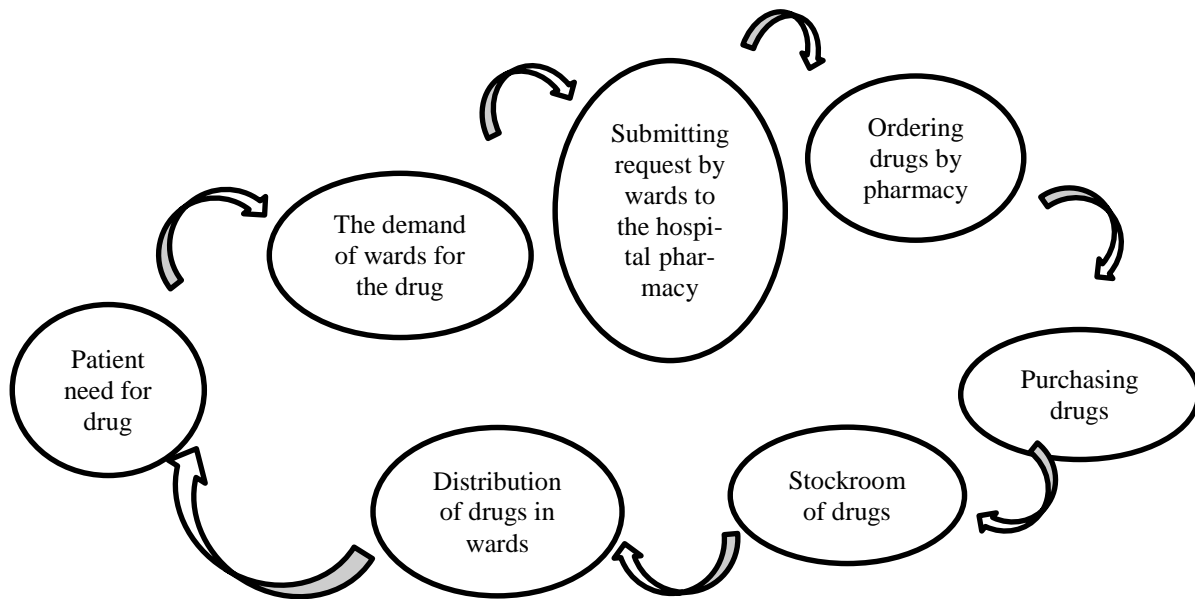 Patient
need for
drug
The demand
of wards for
the drug
Submitting
request by
wards to
the hospi-
tal phar-
macy
Ordering
drugs by
pharmacy
Purchasing
drugs
Stockroom
of drugs
Distribution
of drugs in
wards